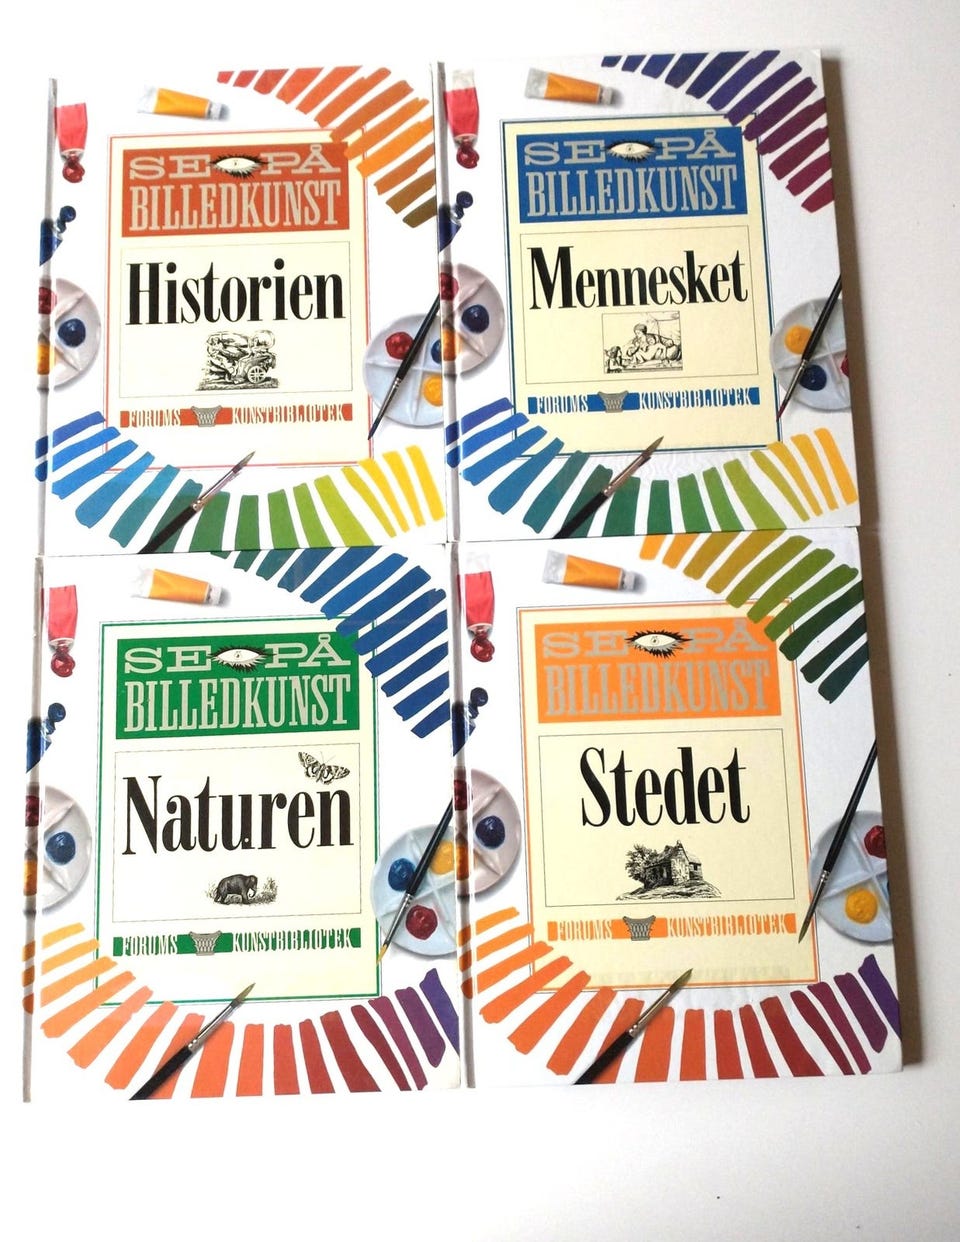 SE PÅ
BILLEDKUNST
Historien
FORUMS KUNSTBIBLIOTEK
SE PÅ
BILLEDKUNST
Mennesket
FORUMS KUNSTBIBLIOTEK
SE PÅ
BILLEDKUNST
Naturen
FORUMS KUNSTBIBLIOTEK
SE PÅ
BILLEDKUNST
Stedet
FORUMS KUNSTBIBLIOTEK